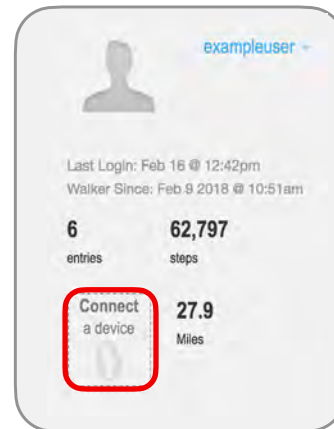 exampleuser
Last Login: Feb 16 @ 12:42pm
Walker Since: Feb 9 2018 @ 10:51am
6
62,797
entries
steps
Connect
a device
27.9
Miles